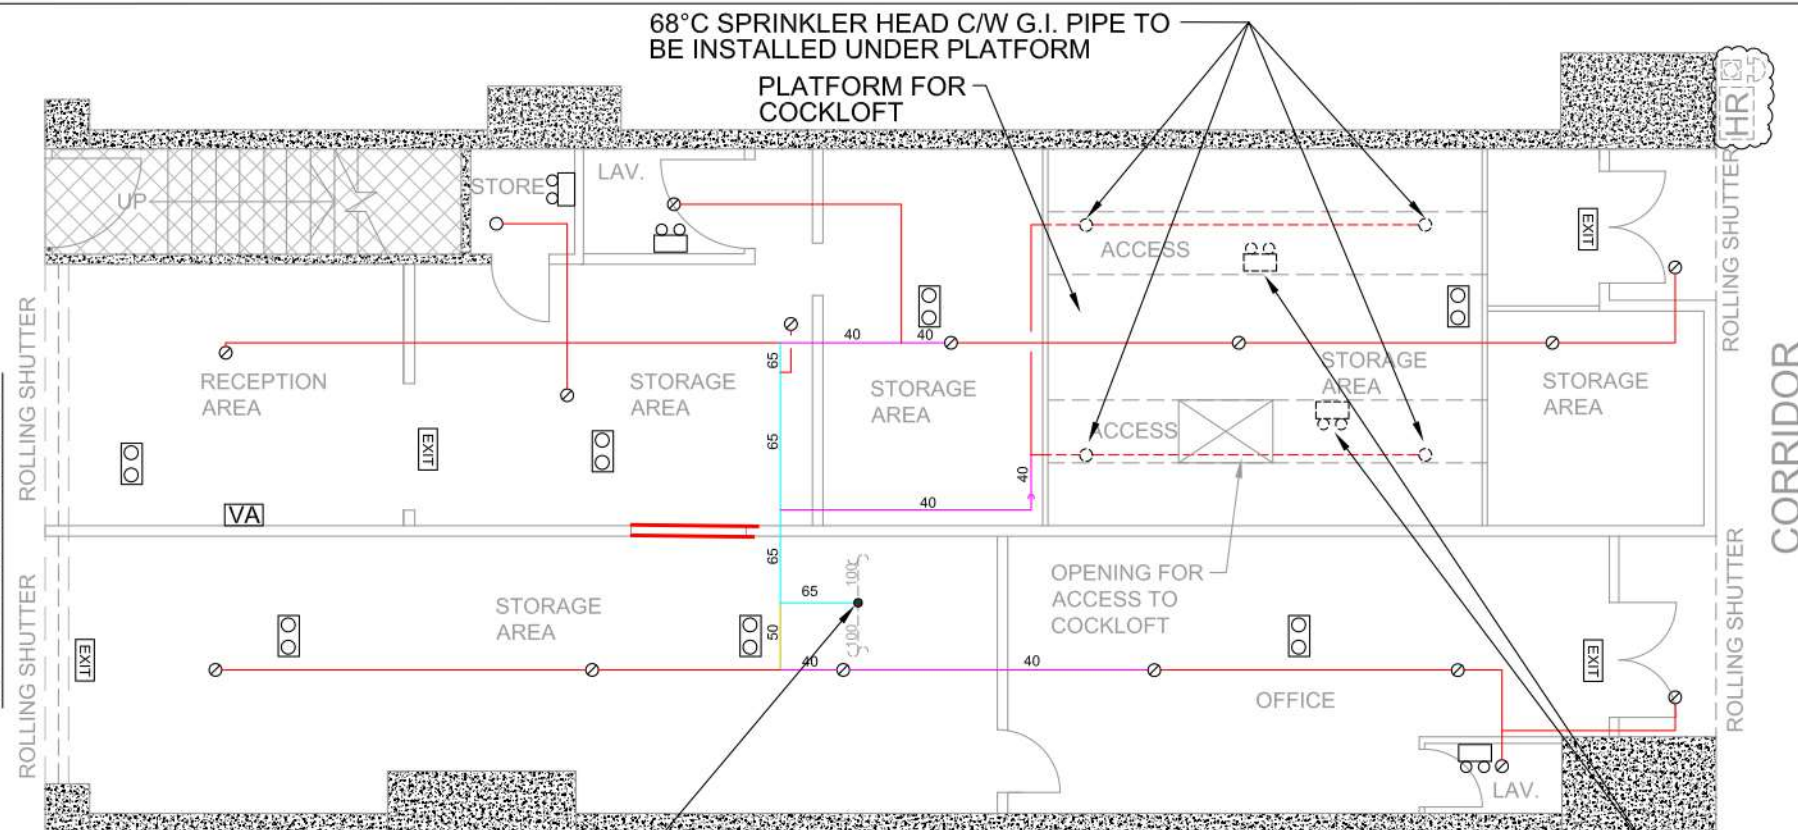 68°C SPRINKLER HEAD C/W G.I. PIPE TO
BE INSTALLED UNDER PLATFORM
PLATFORM FOR
COCKLOFT
HR
UP
STORE
LAV.
ACCESS
EXIT
ROLLING SHUTTER
ROLLING SHUTTER
40
40
65
RECEPTION
AREA
STORAGE
AREA
STORAGE
AREA
STORAGE
AREA
STORAGE
AREA
CORRIDOR
ACCESS
EXIT
65
40
40
VA
65
100
OPENING FOR
ACCESS TO
COCKLOFT
STORAGE
AREA
65
50
100
40
40
EXIT
EXIT
ROLLING SHUTTER
ROLLING SHUTTER
OFFICE
LAV.